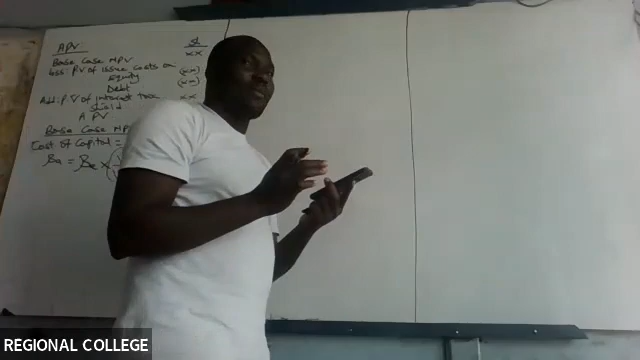 APV
$t
Base Case NPV xx
less: PV of issue costs on
Equity (xx)
Debt (xx)
Add: PV of interest tax xx
shield
APV
Base Case NP
Cost of Capital =
REGIONAL COLLEGE